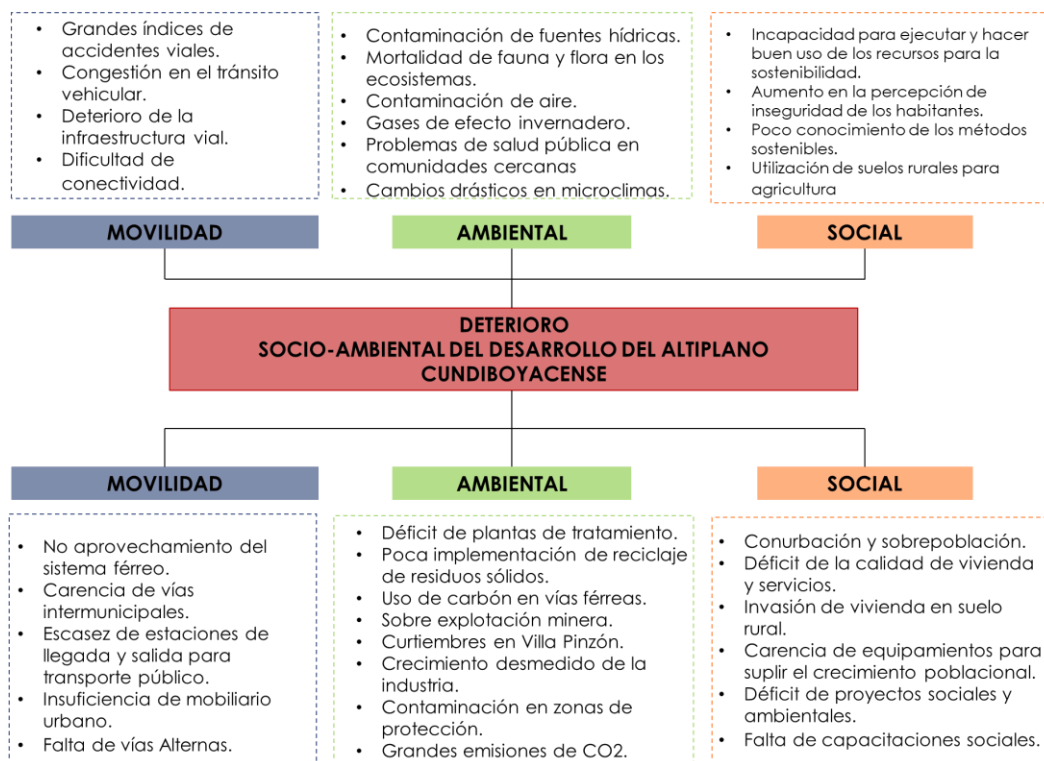 • Grandes índices de
accidentes viales.
• Congestión en el tránsito
vehicular.
• Deterioro de la
infraestructura vial.
• Dificultad de
conectividad.
• Contaminación de fuentes hídricas.
• Mortalidad de fauna y flora en los
ecosistemas.
• Contaminación de aire.
• Gases de efecto invernadero.
• Problemas de salud pública en
comunidades cercanas
• Cambios drásticos en microclimas.
• Incapacidad para ejecutar y hacer
buen uso de los recursos para la
sostenibilidad.
• Aumento en la percepción de
inseguridad de los habitantes.
• Poco conocimiento de los métodos
sostenibles.
• Utilización de suelos rurales para
agricultura
MOVILIDAD
AMBIENTAL
SOCIAL
DETERIORO
SOCIO-AMBIENTAL DEL DESARROLLO DEL ALTIPLANO
CUNDIBOYACENSE
MOVILIDAD
AMBIENTAL
SOCIAL
• No aprovechamiento del
sistema férreo.
• Carencia de vías
intermunicipales.
• Escasez de estaciones de
llegada y salida para
transporte público.
• Insuficiencia de mobiliario
urbano.
• Falta de vías Alternas.
• Déficit de plantas de tratamiento.
• Poca implementación de reciclaje
de residuos sólidos.
• Uso de carbón en vías férreas.
• Sobre explotación minera.
• Curtiembres en Villa Pinzón.
• Crecimiento desmedido de la
industria.
• Contaminación en zonas de
protección.
• Grandes emisiones de CO2.
• Conurbación y sobrepoblación.
• Déficit de la calidad de vivienda
y servicios.
• Invasión de vivienda en suelo
rural.
• Carencia de equipamientos para
suplir el crecimiento poblacional.
• Déficit de proyectos sociales y
ambientales.
• Falta de capacitaciones sociales.